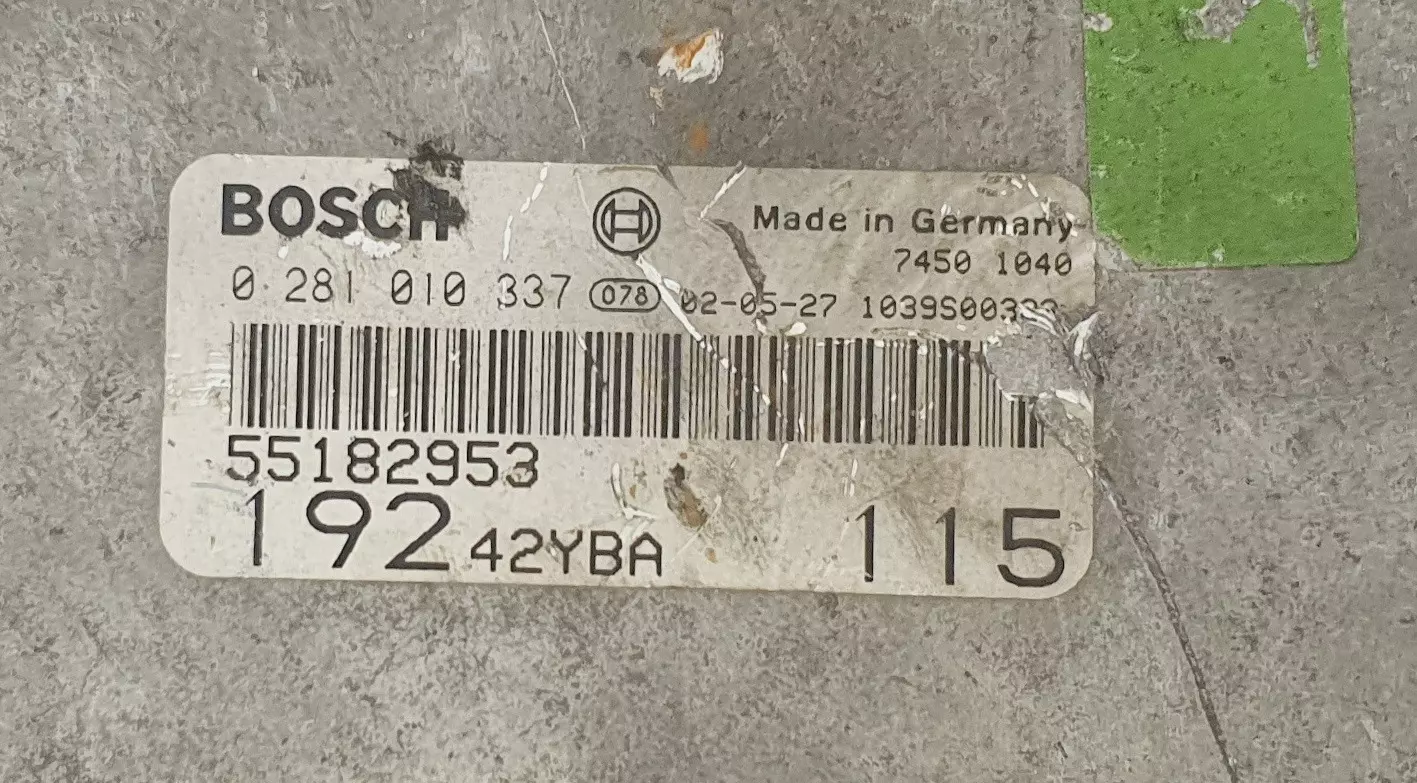 BOSCH
Made in Germany
7450 1040
0 281 010 337 078 02-05-27
55182953
192 42YBA 115